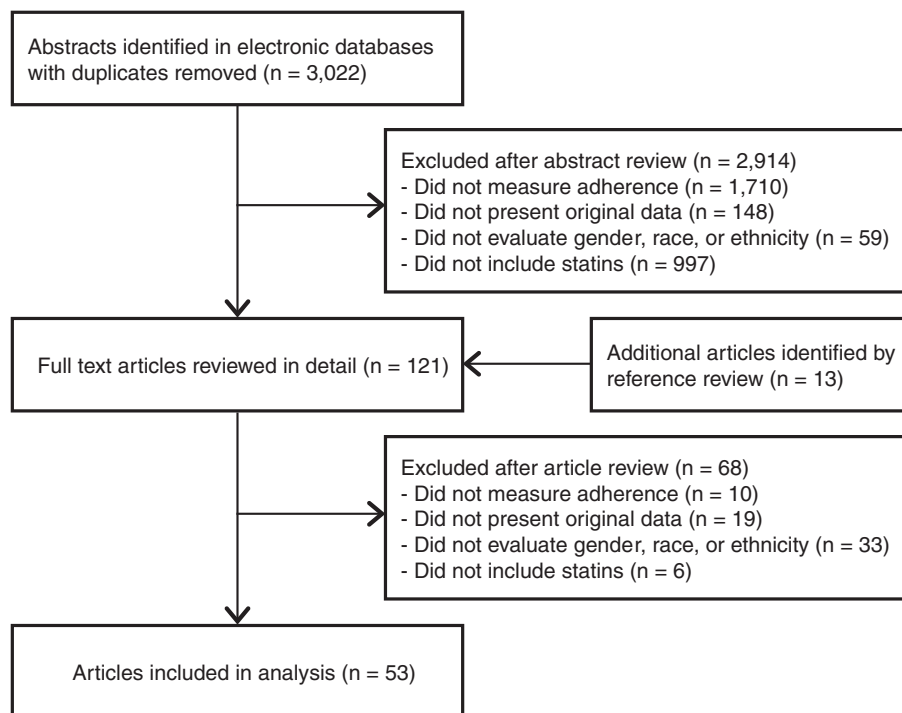 Abstracts identified in electronic databases
with duplicates removed (n = 3,022)
Excluded after abstract review (n = 2,914)
- Did not measure adherence (n = 1,710)
- Did not present original data (n = 148)
- Did not evaluate gender, race, or ethnicity (n = 59)
- Did not include statins (n = 997)
Full text articles reviewed in detail (n = 121)
Additional articles identified by
reference review (n = 13)
Excluded after article review (n = 68)
- Did not measure adherence (n = 10)
- Did not present original data (n = 19)
- Did not evaluate gender, race, or ethnicity (n = 33)
- Did not include statins (n = 6)
Articles included in analysis (n = 53)